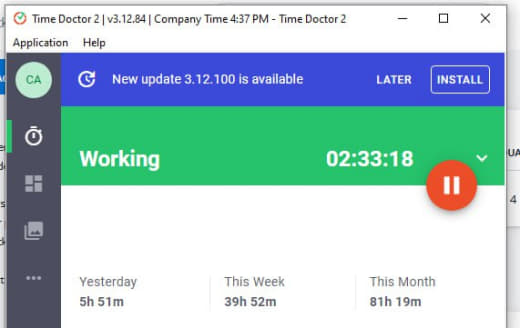 Time Doctor 2 | v3.12.84 | Company Time 4:37 PM - Time Doctor 2
Application Help
CA
New update 3.12.100 is available LATER INSTALL
Working 02:33:18
Yesterday This Week This Month
5h 51m 39h 52m 81h 19m
4